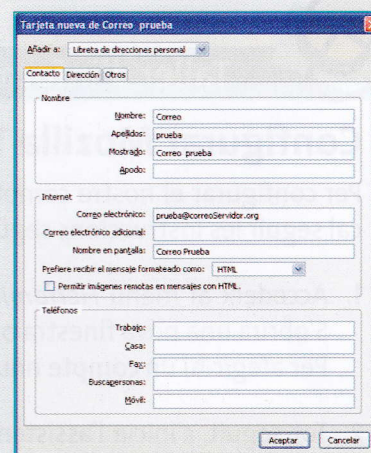 Tarjeta nueva de Correo prueba
Añadir a: Libreta de direcciones personal
Contacto Dirección Otros
Nombre
Nombre: Correo
Apellidos: prueba
Mostrado: Correo prueba
Apodo:
Internet
Correo electrónico: prueba@correoServidor.org
Correo electrónico adicional:
Nombre en pantalla: Correo Prueba
Prefiere recibir el mensaje formateado como: HTML
Permitir imágenes remotas en mensajes con HTML.
Teléfonos
Trabajo:
Casa:
Fax:
Buscapersonas:
Móvil:
Aceptar Cancelar